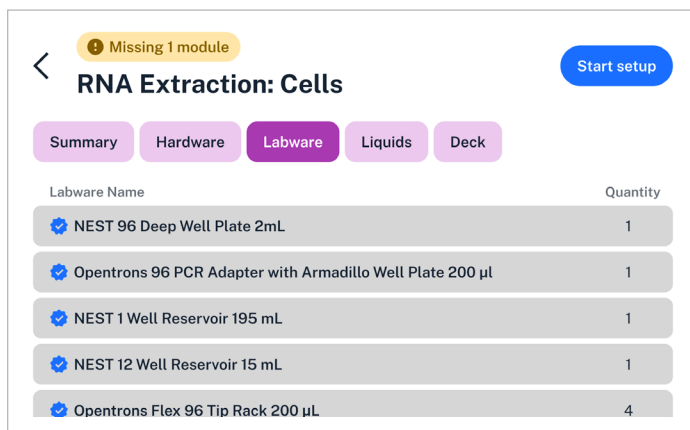 Missing 1 module
RNA Extraction: Cells
Start setup
Summary Hardware Labware Liquids Deck
Labware Name Quantity
NEST 96 Deep Well Plate 2mL 1
Opentrons 96 PCR Adapter with Armadillo Well Plate 200 µl 1
NEST 1 Well Reservoir 195 mL 1
NEST 12 Well Reservoir 15 mL 1
Opentrons Flex 96 Tip Rack 200 µL 4